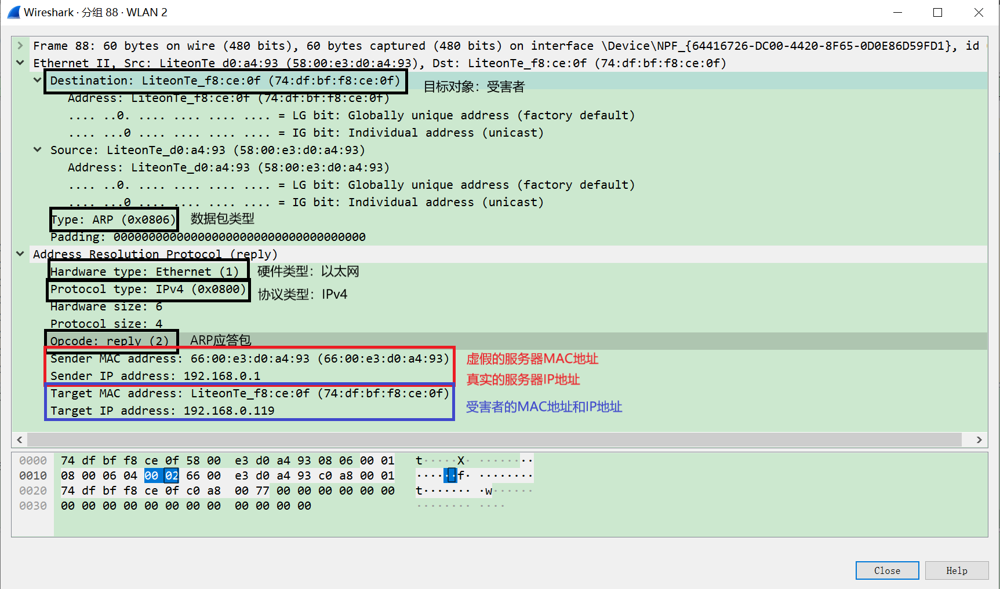 Wireshark · 分组 88 · WLAN 2
Frame 88: 60 bytes on wire (480 bits), 60 bytes captured (480 bits) on interface \Device\NPF_{64416726-DC00-4420-8F65-0D0E86D59FD1}, id
Ethernet II, Src: LiteonTe_d0:a4:93 (58:00:e3:d0:a4:93), Dst: LiteonTe_f8:ce:0f (74:df:bf:f8:ce:0f)
Destination: LiteonTe_f8:ce:0f (74:df:bf:f8:ce:0f) 目标对象：受害者
Address: LiteonTe_f8:ce:0f (74:df:bf:f8:ce:0f)
.... ..0. .... .... .... .... = LG bit: Globally unique address (factory default)
.... ...0 .... .... .... .... = IG bit: Individual address (unicast)
Source: LiteonTe_d0:a4:93 (58:00:e3:d0:a4:93)
Address: LiteonTe_d0:a4:93 (58:00:e3:d0:a4:93)
.... ..0. .... .... .... .... = LG bit: Globally unique address (factory default)
.... ...0 .... .... .... .... = IG bit: Individual address (unicast)
Type: ARP (0x0806) 数据包类型
Padding: 000000000000000000000000000000000000
Address Resolution Protocol (reply)
Hardware type: Ethernet (1) 硬件类型：以太网
Protocol type: IPv4 (0x0800) 协议类型：IPv4
Hardware size: 6
Protocol size: 4
Opcode: reply (2) ARP应答包
Sender MAC address: 66:00:e3:d0:a4:93 (66:00:e3:d0:a4:93) 虚假的服务器MAC地址
Sender IP address: 192.168.0.1 真实的服务器IP地址
Target MAC address: LiteonTe_f8:ce:0f (74:df:bf:f8:ce:0f) 受害者的MAC地址和IP地址
Target IP address: 192.168.0.119
0000 74 df bf f8 ce 0f 58 00 e3 d0 a4 93 08 06 00 01 t·····X· ········
0010 08 00 06 04 00 02 66 00 e3 d0 a4 93 c0 a8 00 01 ······f· ········
0020 74 df bf f8 ce 0f c0 a8 00 77 00 00 00 00 00 00 t······· ·w······
0030 00 00 00 00 00 00 00 00 00 00 00 00 ········ ····
Close Help